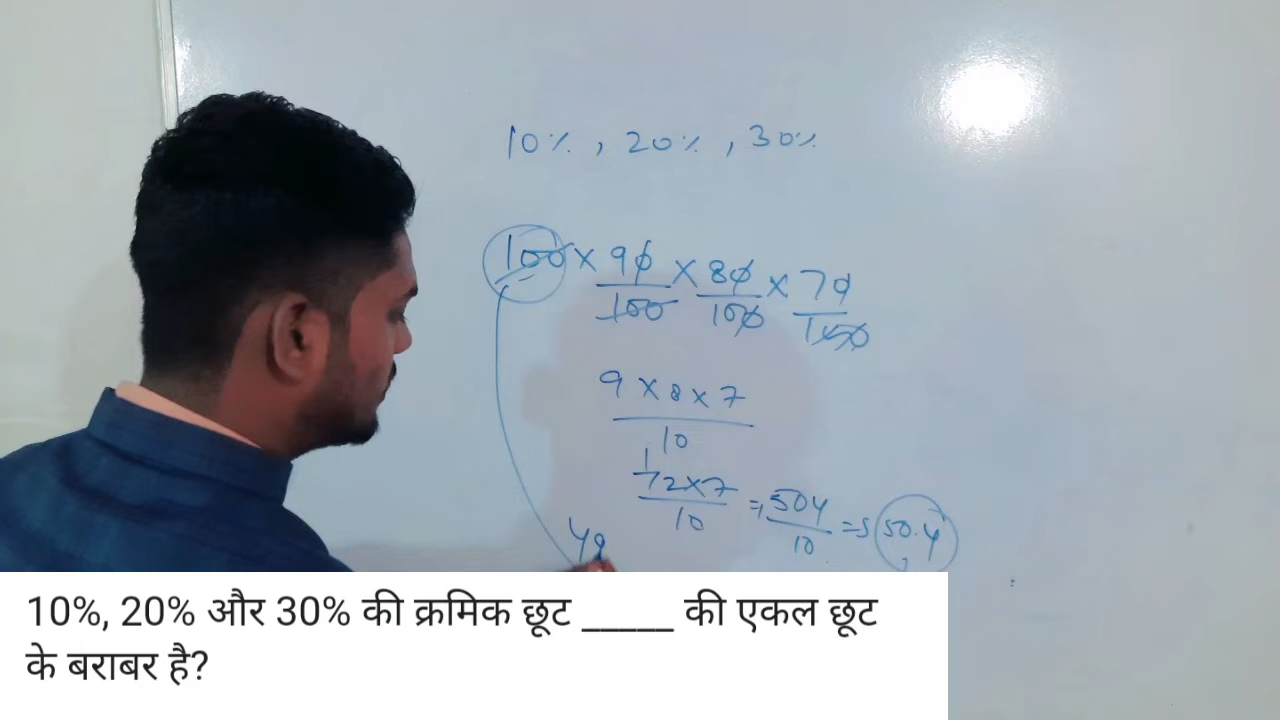 10%, 20%, 30%
100 × 90/100 × 80/100 × 70/100
9 × 8 × 7
10
1
72×7/10 = 504/10 = 50.4
49
10%, 20% और 30% की क्रमिक छूट _____ की एकल छूट
के बराबर है?